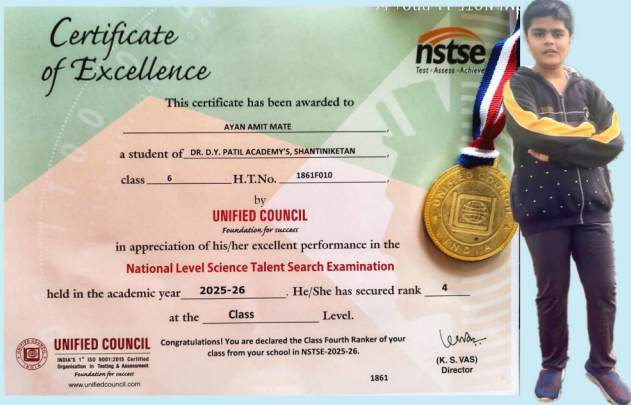 Certificate
of Excellence
nstse
Test - Assess - Achieve
This certificate has been awarded to
AYAN AMIT MATE
a student of DR. D.Y. PATIL ACADEMY'S, SHANTINIKETAN
class 6 H.T.No. 1861F010
by
UNIFIED COUNCIL
Foundation for success
in appreciation of his/her excellent performance in the
National Level Science Talent Search Examination
held in the academic year 2025-26. He/She has secured rank 4
at the Class Level.
UNIFIED COUNCIL
INDIA
UNIFIED COUNCIL
INDIA'S 1st ISO 9001:2015 Certified
Organisation in Testing & Assessment
Foundation for success
www.unifiedcouncil.com
Congratulations! You are declared the Class Fourth Ranker of your
class from your school in NSTSE-2025-26.
1861
(K. S. VAS)
Director